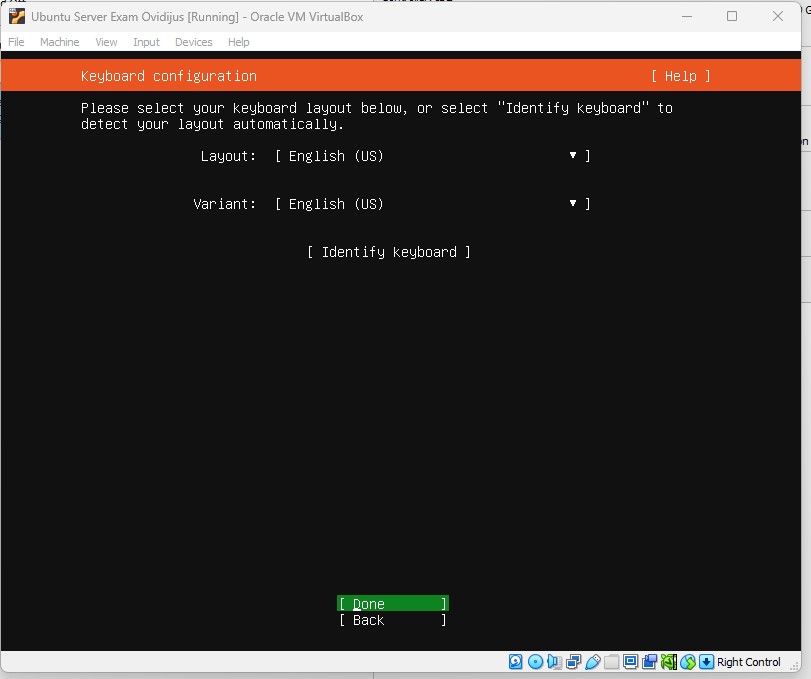 Ubuntu Server Exam Ovidijus [Running] - Oracle VM VirtualBox
File Machine View Input Devices Help
Keyboard configuration [ Help ]
Please select your keyboard layout below, or select "Identify keyboard" to
detect your layout automatically.
Layout: [ English (US) ▾ ]
Variant: [ English (US) ▾ ]
[ Identify keyboard ]
[ Done ]
[ Back ]
Right Control